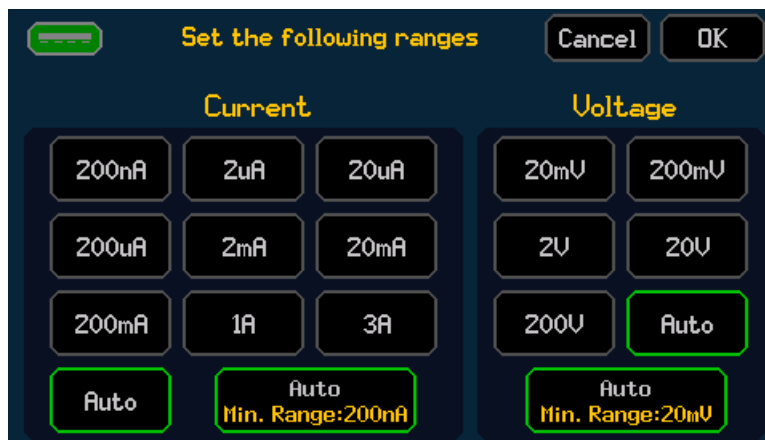 Set the following ranges Cancel OK
Current Voltage
200nA 2uA 20uA 20mV 200mV
200uA 2mA 20mA 2V 20V
200mA 1A 3A 200V Auto
Auto Auto Auto
Min. Range:200nA Min. Range:20mV